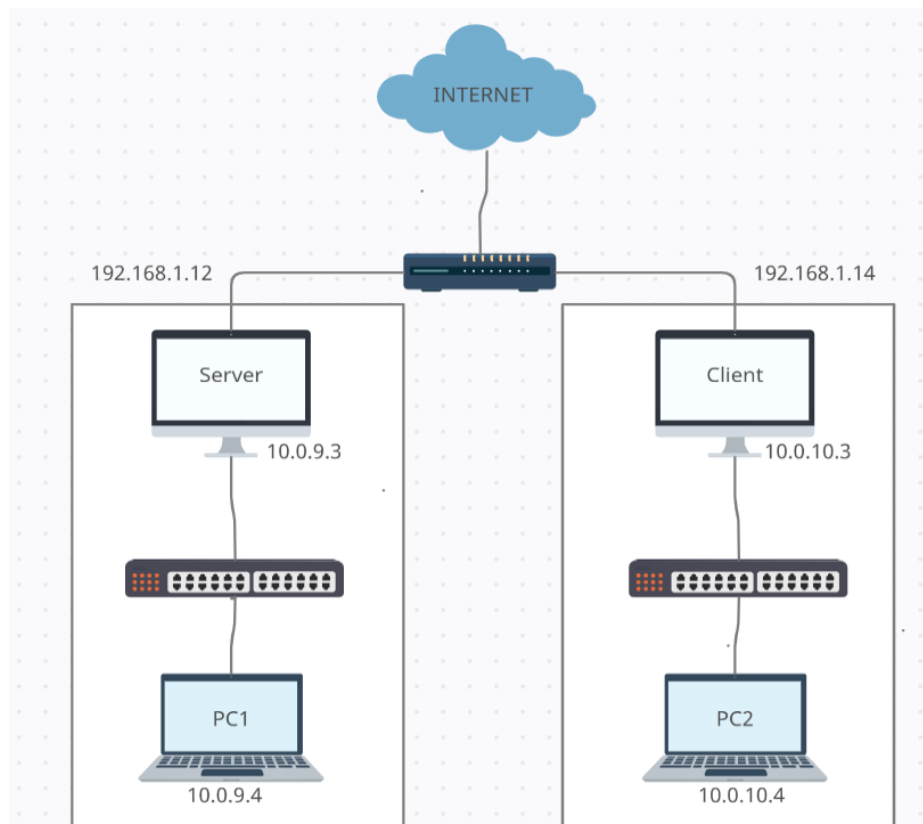 INTERNET
192.168.1.12
192.168.1.14
Server
Client
10.0.9.3
10.0.10.3
PC1
PC2
10.0.9.4
10.0.10.4